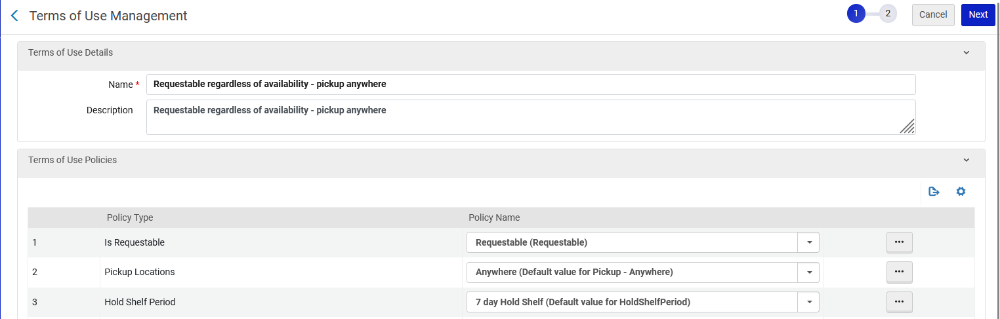 Terms of Use Management
1 2 Cancel Next
Terms of Use Details
Name * Requestable regardless of availability - pickup anywhere
Description Requestable regardless of availability - pickup anywhere
Terms of Use Policies
Policy Type Policy Name
1 Is Requestable Requestable (Requestable)
2 Pickup Locations Anywhere (Default value for Pickup - Anywhere)
3 Hold Shelf Period 7 day Hold Shelf (Default value for HoldShelfPeriod)